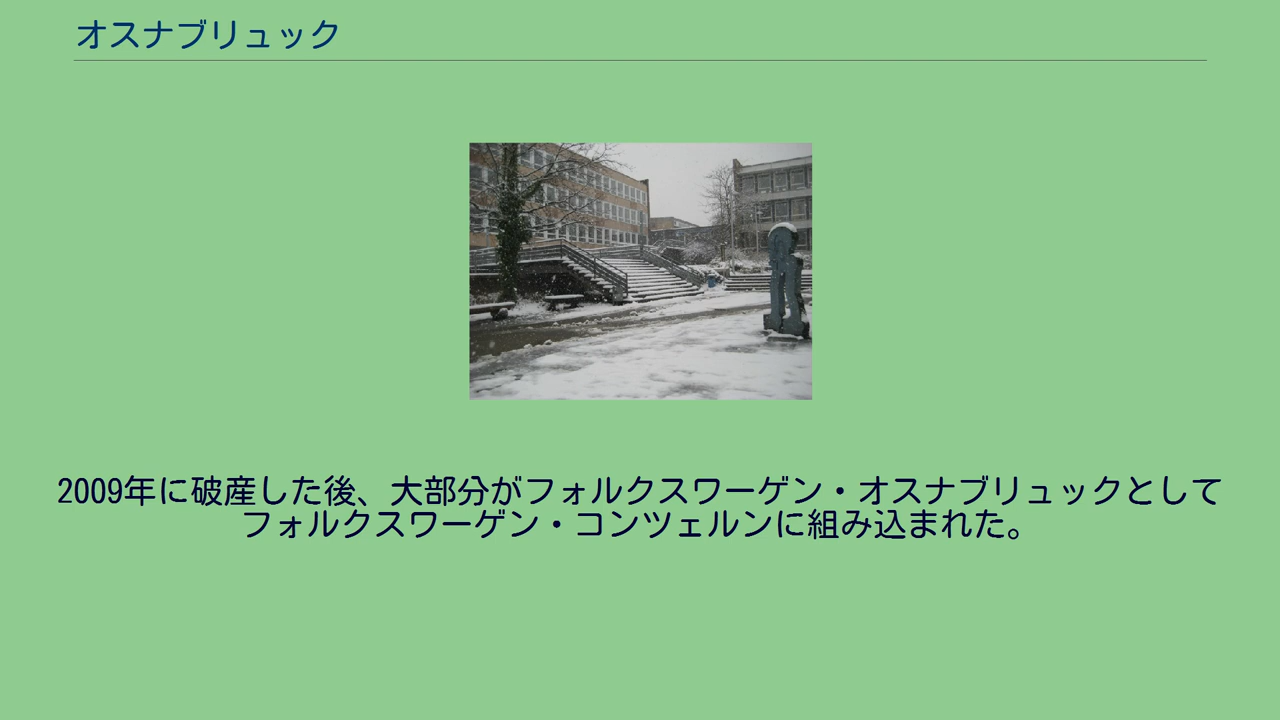 オスナブリュック
2009年に破産した後、大部分がフォルクスワーゲン・オスナブリュックとして
フォルクスワーゲン・コンツェルンに組み込まれた。